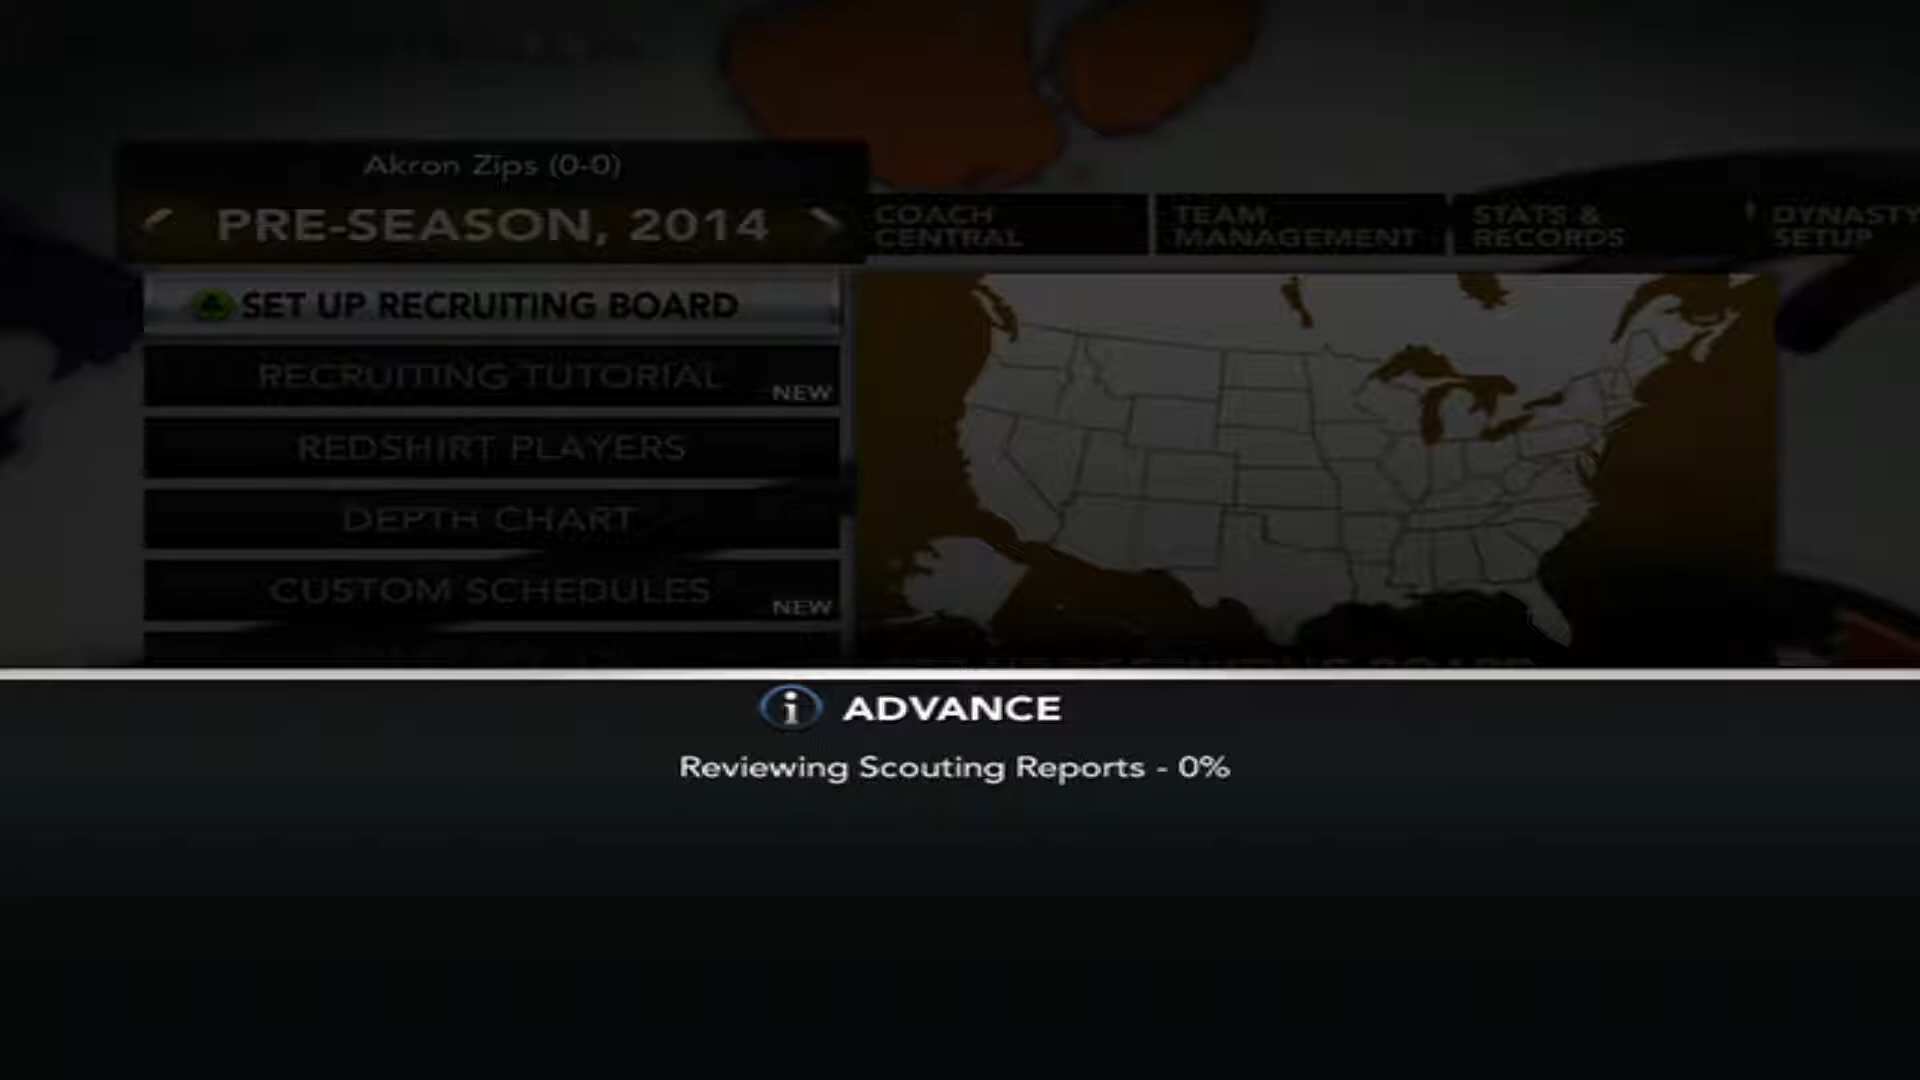 Akron Zips (0-0)
PRE-SEASON, 2014
COACH
CENTRAL
TEAM
MANAGEMENT
STATS &
RECORDS
DYNASTY
SETUP
SET UP RECRUITING BOARD
RECRUITING TUTORIAL
NEW
REDSHIRT PLAYERS
DEPTH CHART
CUSTOM SCHEDULES
NEW
ADVANCE
Reviewing Scouting Reports - 0%